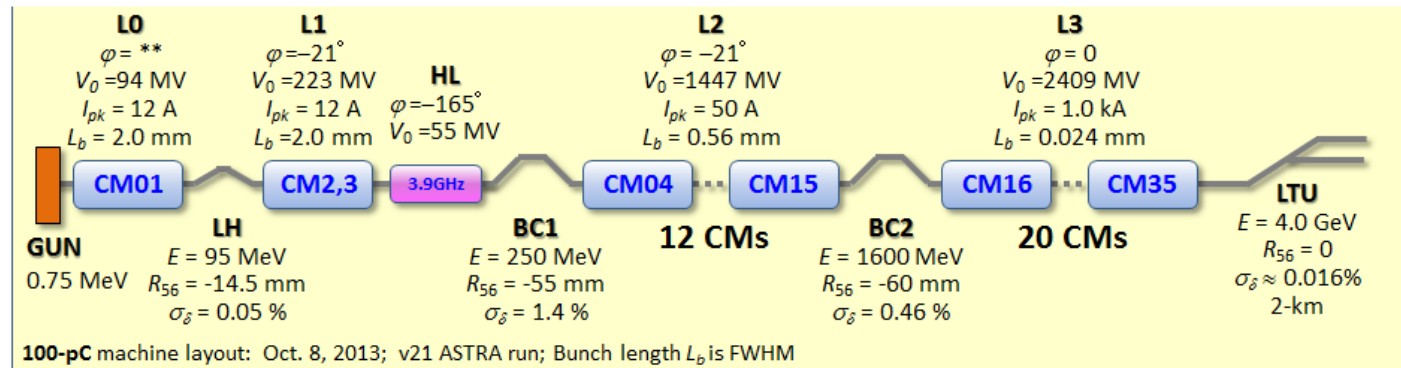 L0
φ = **
V0 =94 MV
Ipk = 12 A
Lb = 2.0 mm
L1
φ =–21°
V0 =223 MV
Ipk = 12 A
Lb = 2.0 mm
HL
φ =–165°
V0 =55 MV
L2
φ = –21°
V0 =1447 MV
Ipk = 50 A
Lb = 0.56 mm
L3
φ = 0
V0 =2409 MV
Ipk = 1.0 kA
Lb = 0.024 mm
CM01
CM2,3
3.9GHz
CM04
CM15
CM16
CM35
GUN
0.75 MeV
LH
E = 95 MeV
R56 = -14.5 mm
σδ = 0.05 %
BC1
E = 250 MeV
R56 = -55 mm
σδ = 1.4 %
12 CMs
BC2
E = 1600 MeV
R56 = -60 mm
σδ = 0.46 %
20 CMs
LTU
E = 4.0 GeV
R56 = 0
σδ ≈ 0.016%
2-km
100-pC machine layout: Oct. 8, 2013; v21 ASTRA run; Bunch length Lb is FWHM